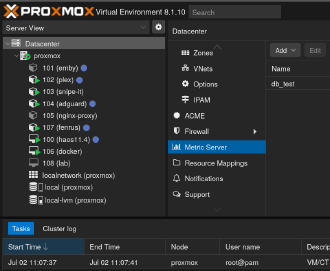 PROXMOX Virtual Environment 8.1.10 Search
Server View
Datacenter
proxmox
101 (emby)
102 (plex)
103 (snipe-it)
104 (adguard)
105 (nginx-proxy)
107 (fenrus)
100 (haos11.4)
106 (docker)
108 (lab)
localnetwork (proxmox)
local (proxmox)
local-lvm (proxmox)
Datacenter
Zones
VNets
Options
IPAM
ACME
Firewall
Metric Server
Resource Mappings
Notifications
Support
Add Edit
Name
db_test
Tasks Cluster log
Start Time End Time Node User name Descrip
Jul 02 11:07:37 Jul 02 11:07:41 proxmox root@pam VM/CT